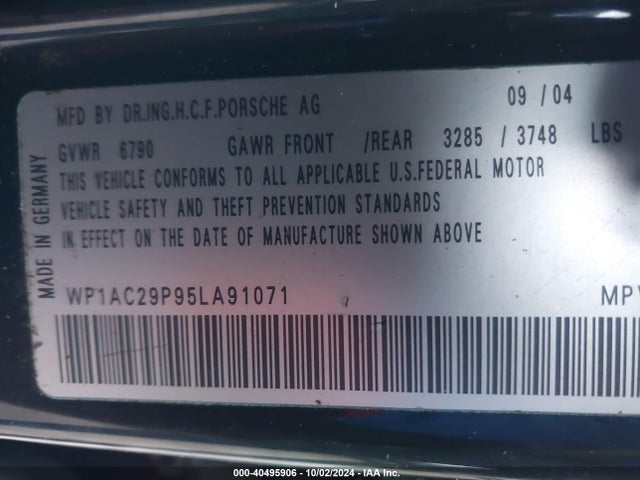 MFD BY DR.ING.H.C.F.PORSCHE AG 09 / 04
GVWR 6790 GAWR FRONT /REAR 3285 / 3748 LBS
THIS VEHICLE CONFORMS TO ALL APPLICABLE U.S.FEDERAL MOTOR
VEHICLE SAFETY AND THEFT PREVENTION STANDARDS
IN EFFECT ON THE DATE OF MANUFACTURE SHOWN ABOVE
WP1AC29P95LA91071 MPV
MADE IN GERMANY
000-40495906 - 10/02/2024 - IAA Inc.